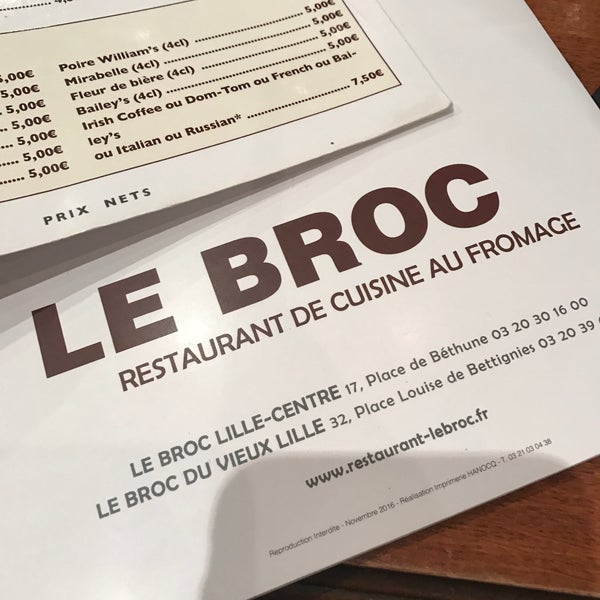 5,00€
5,00€
5,00€
5,00€
5,00€
5,00€
Poire William's (4cl) 5,00€
Mirabelle (4cl) 5,00€
Fleur de bière (4cl) 5,00€
Bailey's (4cl) 5,00€
Irish Coffee ou Dom-Tom ou French ou Bai-
ley's
ou Italian ou Russian* 7,50€
PRIX NETS
LE BROC
RESTAURANT DE CUISINE AU FROMAGE
LE BROC LILLE-CENTRE 17, Place de Béthune 03 20 30 16 00
LE BROC DU VIEUX LILLE 32, Place Louise de Bettignies 03 20 39
www.restaurant-lebroc.fr
Reproduction Interdite - Novembre 2016 - Réalisation Imprimerie HANOCQ - T. 03 21 03 04 38